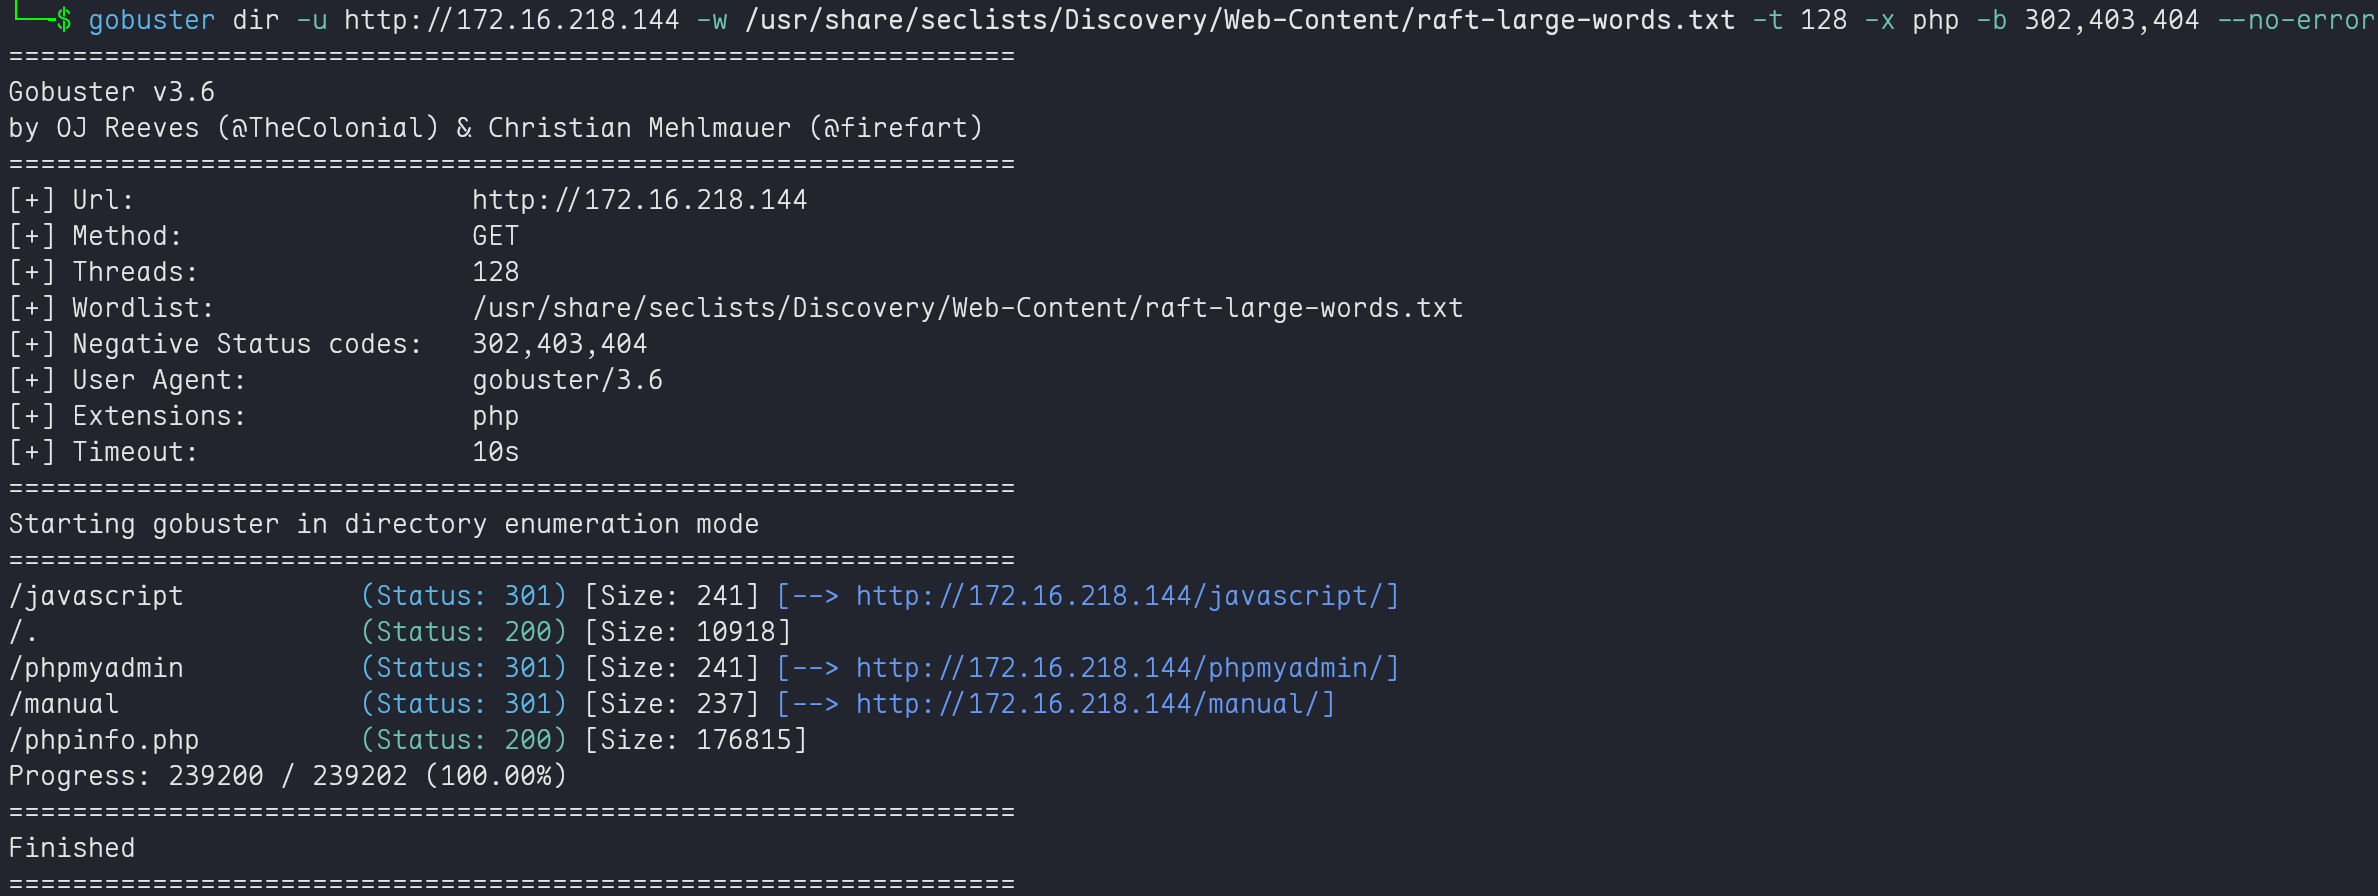 └─$ gobuster dir -u http://172.16.218.144 -w /usr/share/seclists/Discovery/Web-Content/raft-large-words.txt -t 128 -x php -b 302,403,404 --no-error
===============================================================
Gobuster v3.6
by OJ Reeves (@TheColonial) & Christian Mehlmauer (@firefart)
===============================================================
[+] Url:                     http://172.16.218.144
[+] Method:                  GET
[+] Threads:                 128
[+] Wordlist:                /usr/share/seclists/Discovery/Web-Content/raft-large-words.txt
[+] Negative Status codes:   302,403,404
[+] User Agent:              gobuster/3.6
[+] Extensions:              php
[+] Timeout:                 10s
===============================================================
Starting gobuster in directory enumeration mode
===============================================================
/javascript           (Status: 301) [Size: 241] [--> http://172.16.218.144/javascript/]
/.                    (Status: 200) [Size: 10918]
/phpmyadmin           (Status: 301) [Size: 241] [--> http://172.16.218.144/phpmyadmin/]
/manual               (Status: 301) [Size: 237] [--> http://172.16.218.144/manual/]
/phpinfo.php          (Status: 200) [Size: 176815]
Progress: 239200 / 239202 (100.00%)
===============================================================
Finished
===============================================================